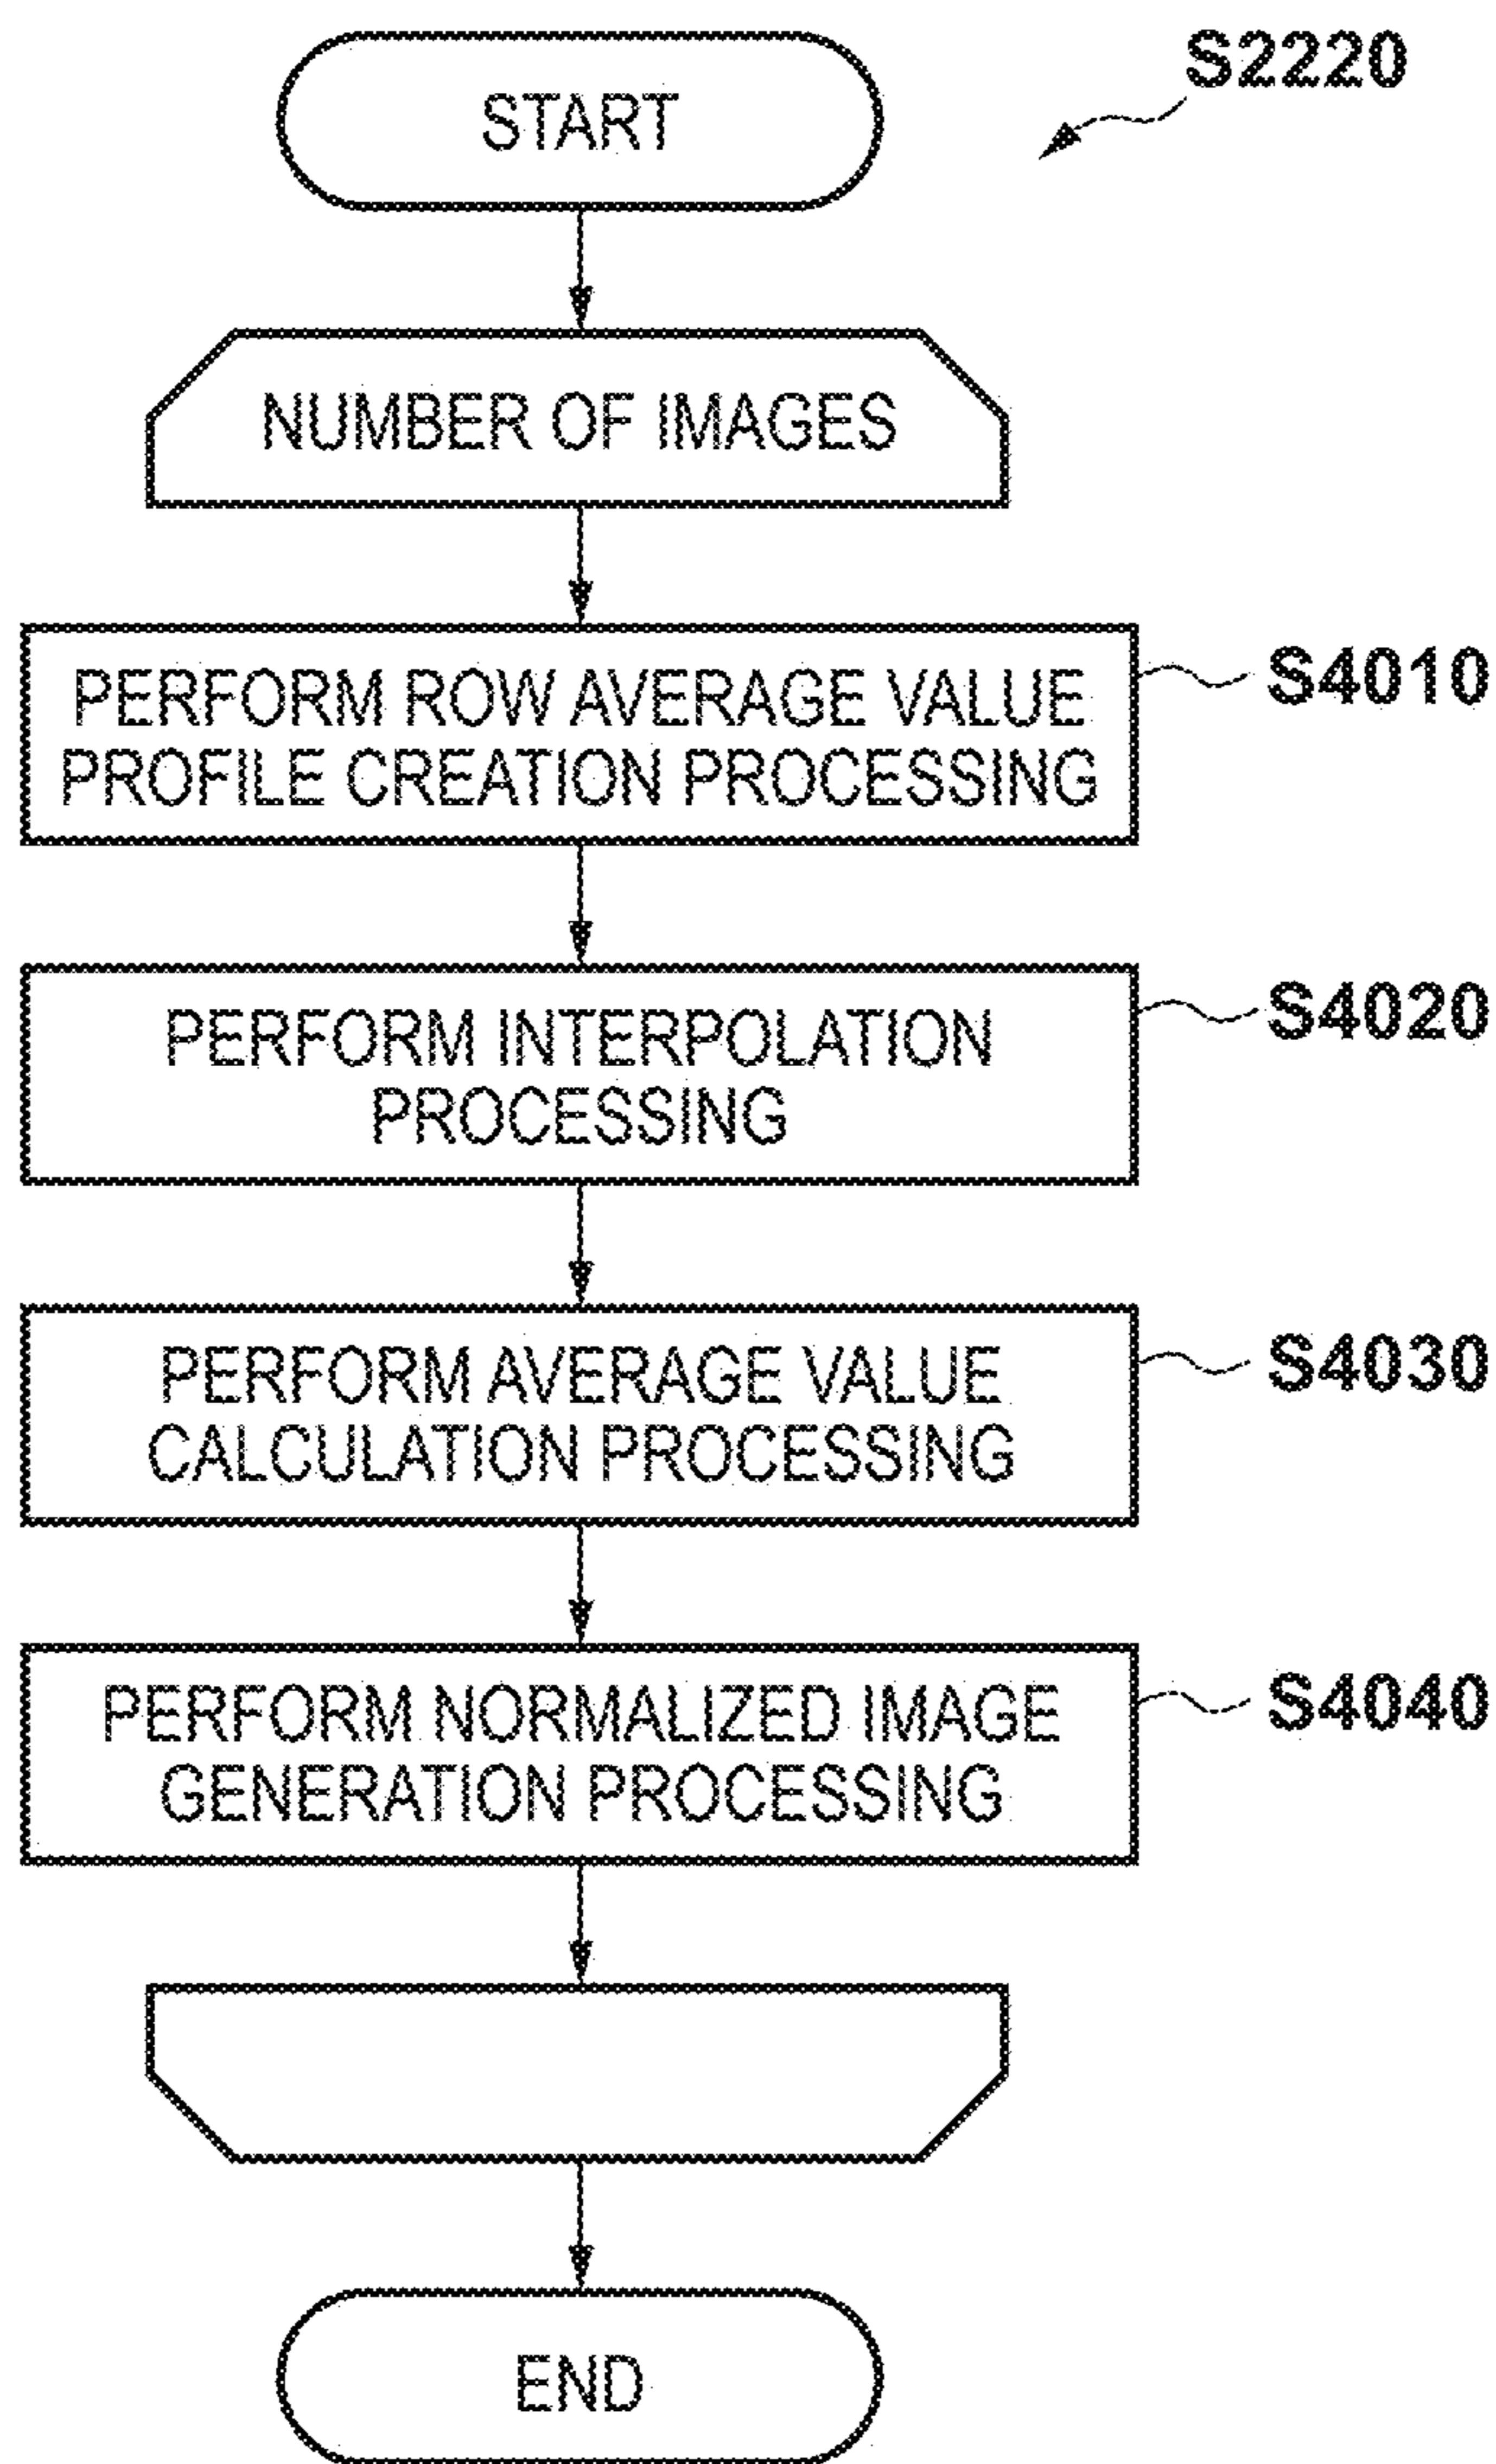 START
S2220
NUMBER OF IMAGES
PERFORM ROW AVERAGE VALUE
PROFILE CREATION PROCESSING
S4010
PERFORM INTERPOLATION
PROCESSING
S4020
PERFORM AVERAGE VALUE
CALCULATION PROCESSING
S4030
PERFORM NORMALIZED IMAGE
GENERATION PROCESSING
S4040
END